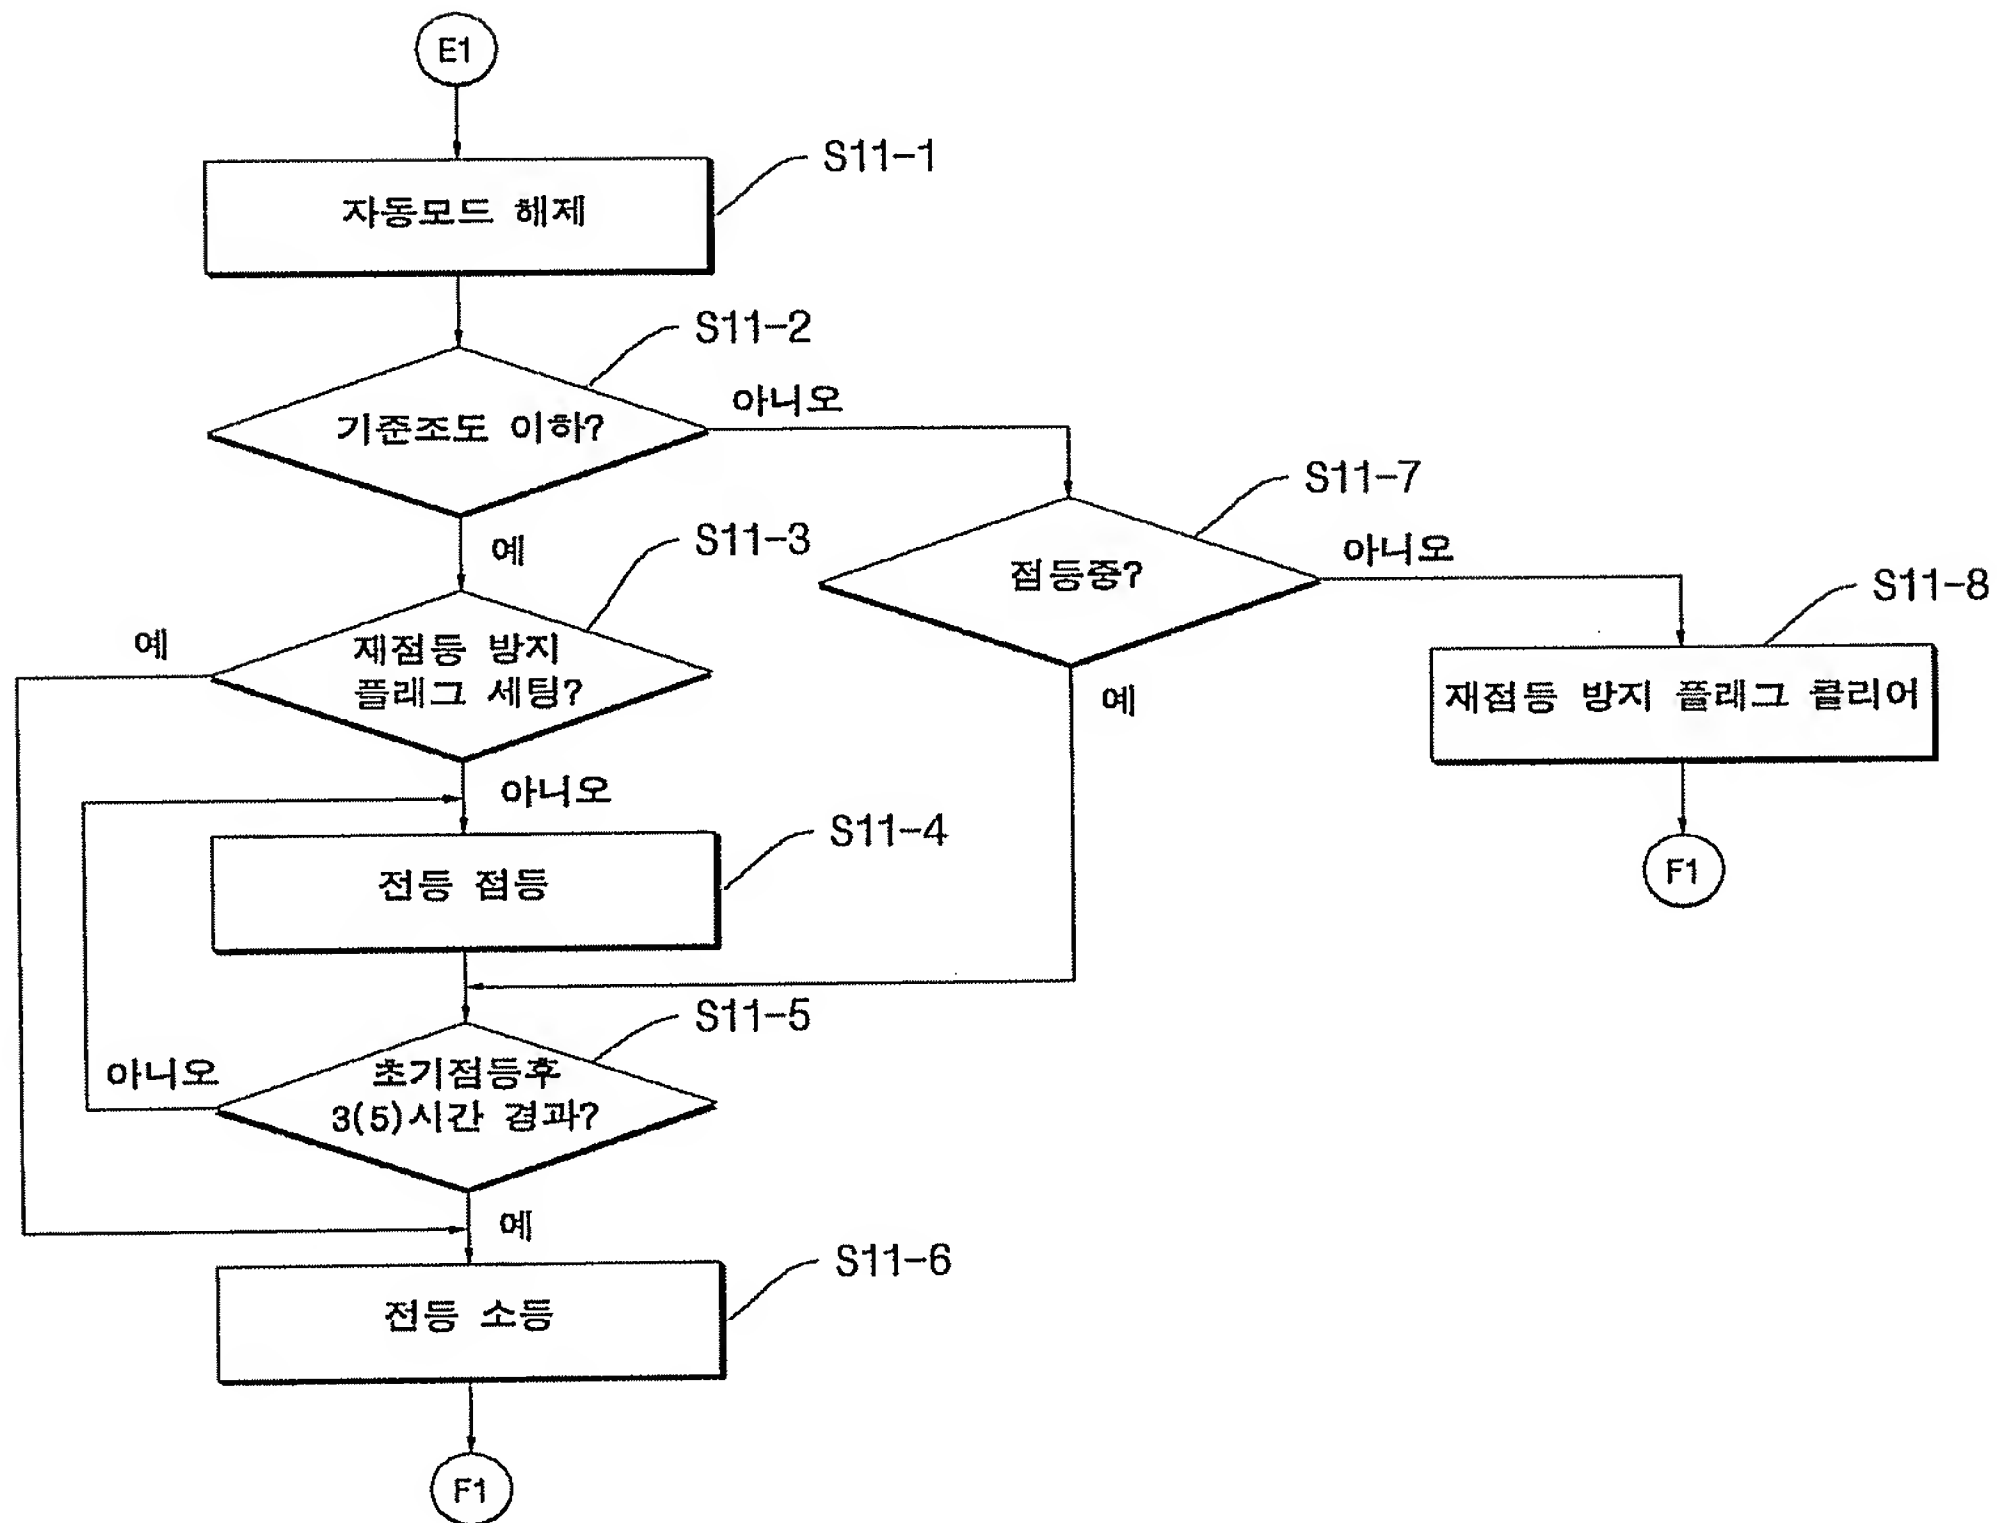 E1
S11-1
자동모드 해제
S11-2
기준조도 이하?
아니오
S11-7
예
S11-3
점등중?
아니오
S11-8
예
재점등 방지
플래그 세팅?
예
재점등 방지 플래그 클리어
아니오
S11-4
전등 점등
F1
S11-5
아니오
초기점등후
3(5)시간 경과?
예
S11-6
전등 소등
F1